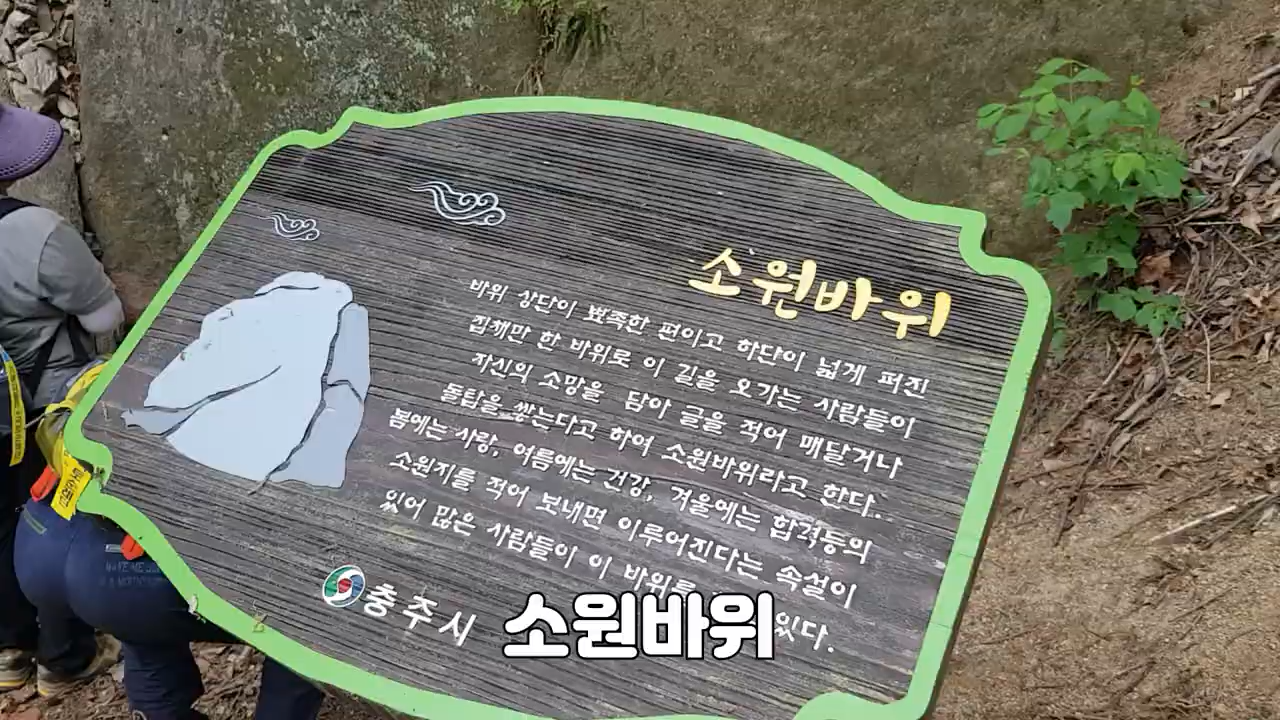 소원바위
바위 상단이 뾰족한 편이고 하단이 넓게 퍼진
집채만 한 바위로 이 길을 오가는 사람들이
자신의 소망을 담아 글을 적어 매달거나
돌탑을 쌓는다고 하여 소원바위라고 한다.
봄에는 사랑, 여름에는 건강, 겨울에는 합격등의
소원지를 적어 보내면 이루어진다는 속설이
있어 많은 사람들이 이 바위를 있다.
충주시
소원바위